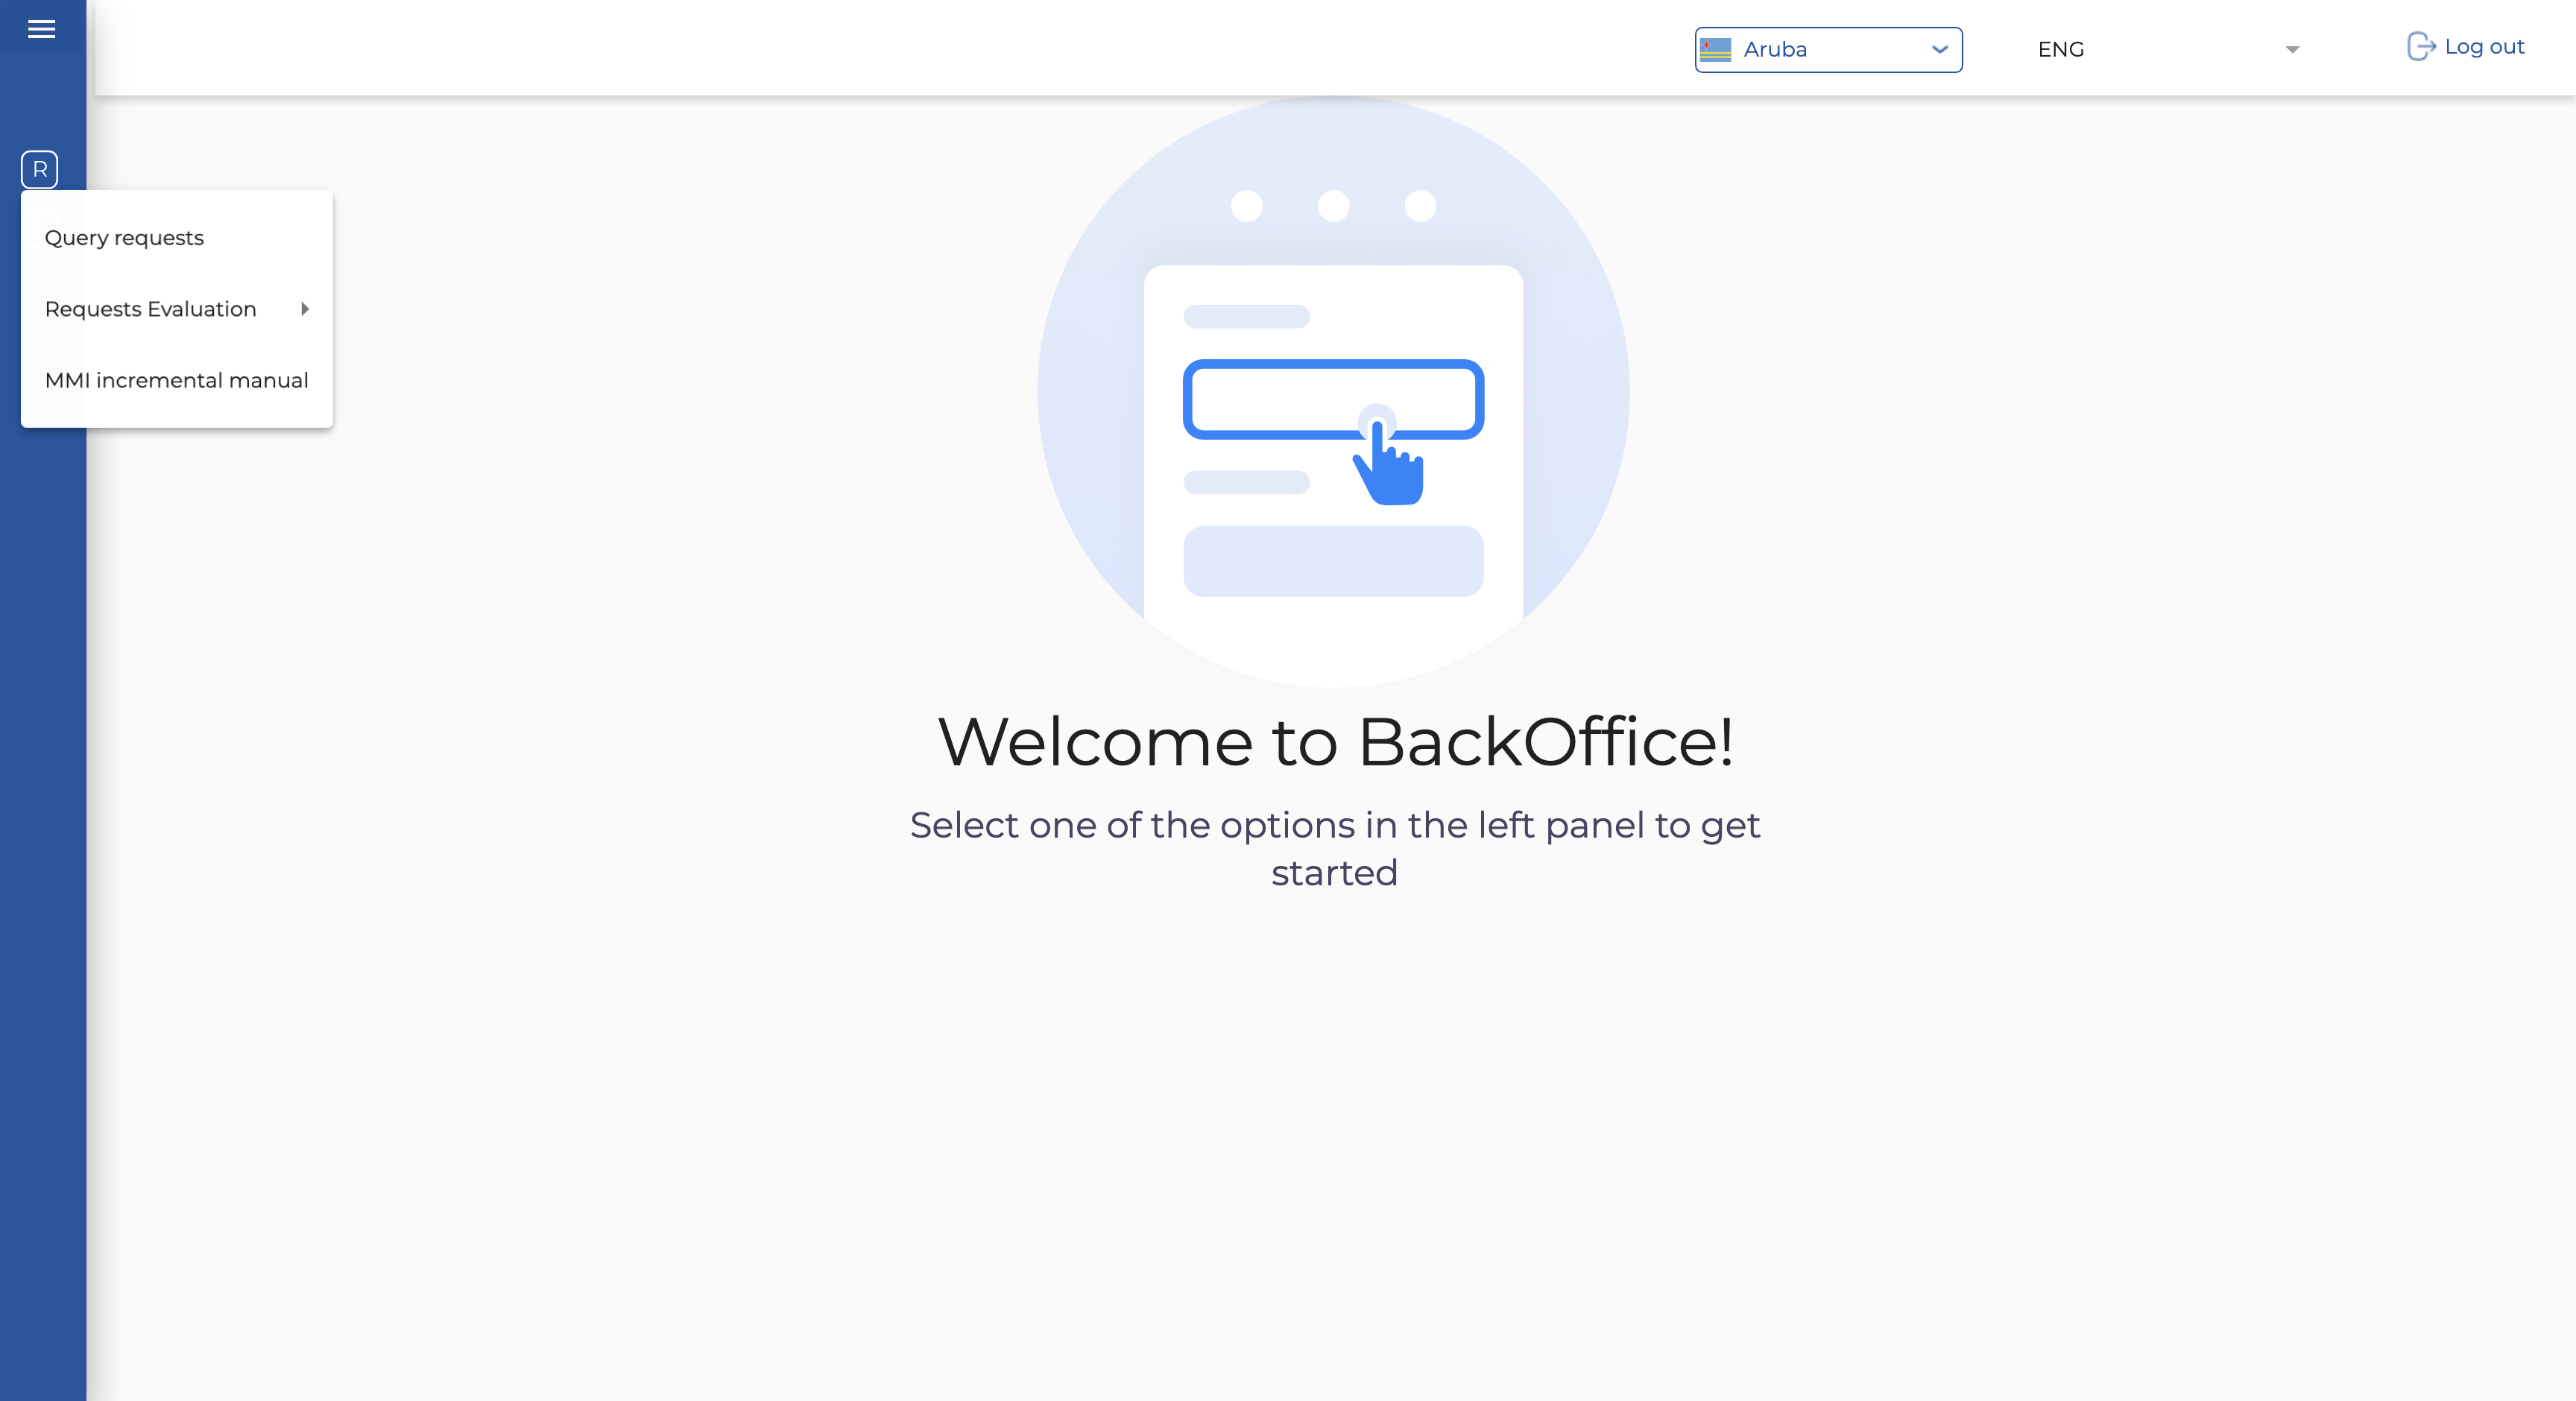 Aruba
ENG
Log out
R
Query requests
Requests Evaluation
MMI incremental manual
Welcome to BackOffice!
Select one of the options in the left panel to get
started